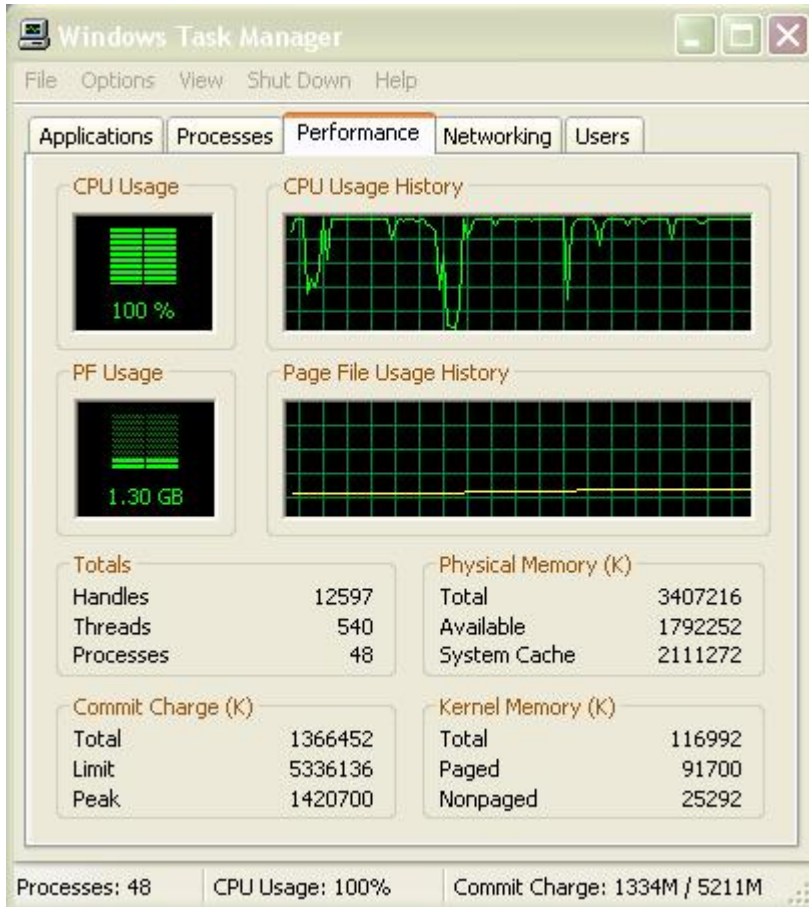 Windows Task Manager
File Options View Shut Down Help
Applications Processes Performance Networking Users
CPU Usage
100 %
CPU Usage History
PF Usage
1.30 GB
Page File Usage History
Totals
Handles 12597
Threads 540
Processes 48
Physical Memory (K)
Total 3407216
Available 1792252
System Cache 2111272
Commit Charge (K)
Total 1366452
Limit 5336136
Peak 1420700
Kernel Memory (K)
Total 116992
Paged 91700
Nonpaged 25292
Processes: 48 CPU Usage: 100% Commit Charge: 1334M / 5211M